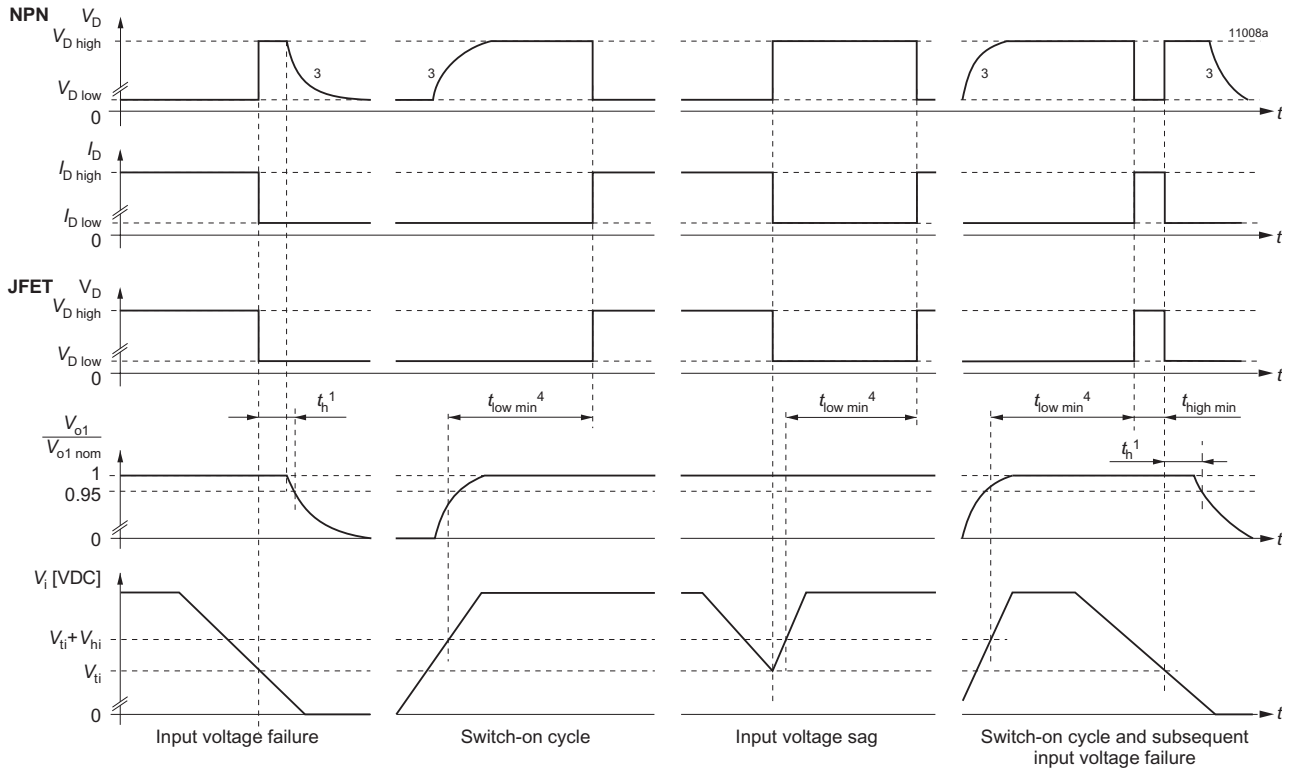 NPN V_D
V_D high
11008a
3 3 3 3
V_D low
0 t
I_D
I_D high
I_D low
0 t
JFET V_D
V_D high
V_D low
0 t
t_h^1 t_low min^4 t_low min^4 t_low min^4 t_high min
V_o1
V_o1 nom
t_h^1
1
0.95
0 t
V_i [VDC]
V_ti+V_hi
V_ti
0 t
Input voltage failure Switch-on cycle Input voltage sag Switch-on cycle and subsequent
input voltage failure